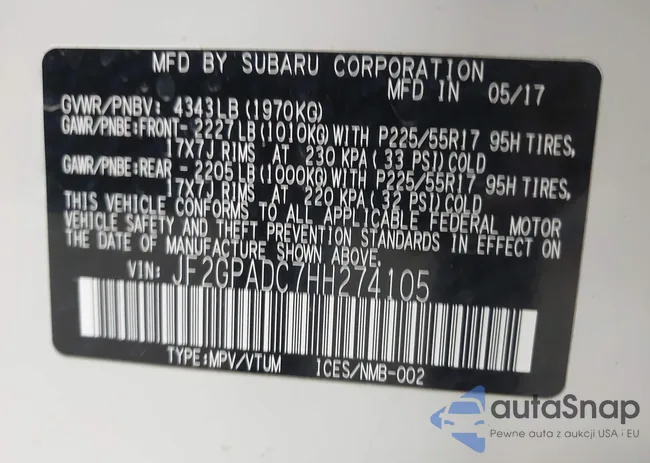 MFD BY SUBARU CORPORATION
MFD IN 05/17
GVWR/PNBV: 4343LB(1970KG)
GAWR/PNBE:FRONT- 2227LB(1010KG)WITH P225/55R17 95H TIRES,
17X7J RIMS AT 230 KPA( 33 PSI)COLD
GAWR/PNBE:REAR - 2205LB(1000KG)WITH P225/55R17 95H TIRES,
17X7J RIMS AT 220 KPA( 32 PSI)COLD
THIS VEHICLE CONFORMS TO ALL APPLICABLE FEDERAL MOTOR
VEHICLE SAFETY AND THEFT PREVENTION STANDARDS IN EFFECT ON
THE DATE OF MANUFACTURE SHOWN ABOVE.
VIN: JF2GPADC7HH274105
TYPE:MPV/VTUM ICES/NMB-002
autaSnap
Pewne auta z aukcji USA i EU